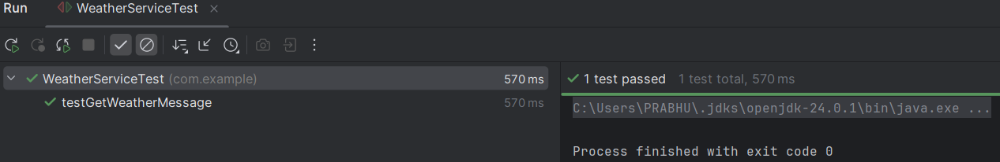 Run WeatherServiceTest
WeatherServiceTest (com.example) 570 ms
testGetWeatherMessage 570 ms
1 test passed 1 test total, 570 ms
C:\Users\PRABHU\.jdks\openjdk-24.0.1\bin\java.exe ...
Process finished with exit code 0